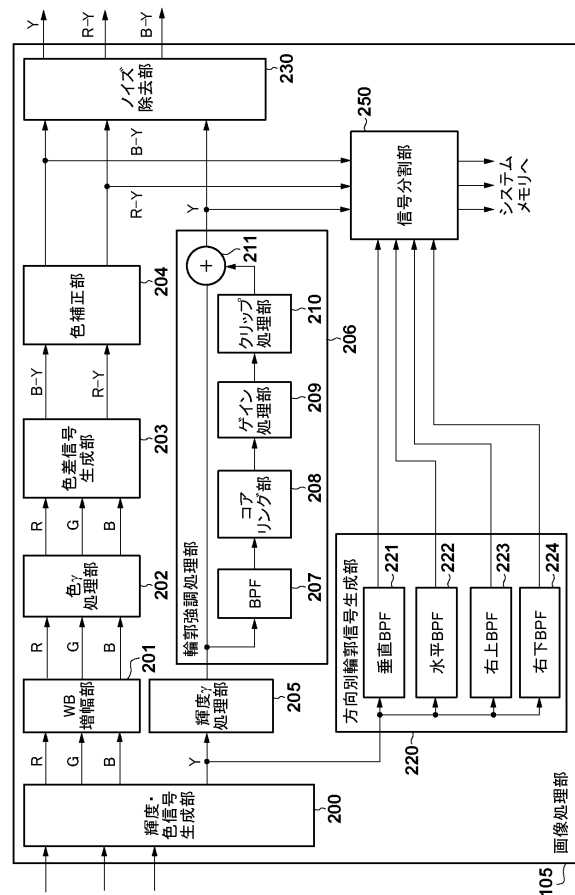 R
G
B
R
G
B
R
G
B
B-Y
R-Y
Y
R-Y
B-Y
輝度・
色信号
生成部
200
WB
増幅部
201
色γ
処理部
202
色差信号
生成部
203
色補正部
204
ノイズ
除去部
230
B-Y
R-Y
Y
Y
輝度γ
処理部
205
輪郭強調処理部
206
BPF
207
コア
リング部
208
ゲイン
処理部
209
クリップ
処理部
210
+
211
信号分割部
250
システム
メモリへ
方向別輪郭信号生成部
220
垂直BPF
221
水平BPF
222
右上BPF
223
右下BPF
224
画像処理部
105